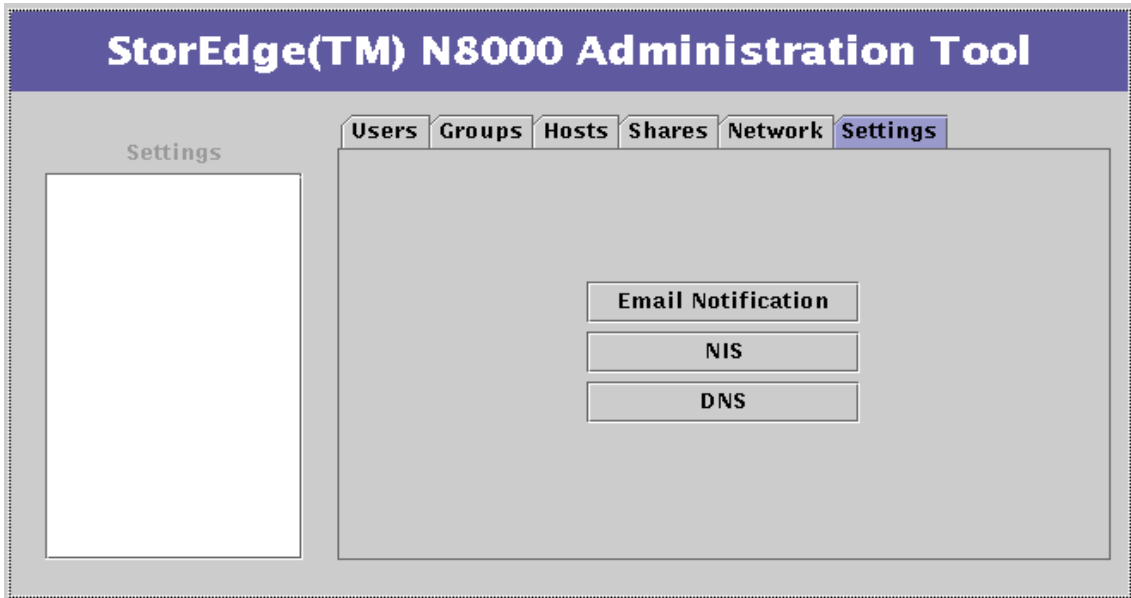 StorEdge(TM) N8000 Administration Tool
Settings
Users Groups Hosts Shares Network Settings
Email Notification
NIS
DNS